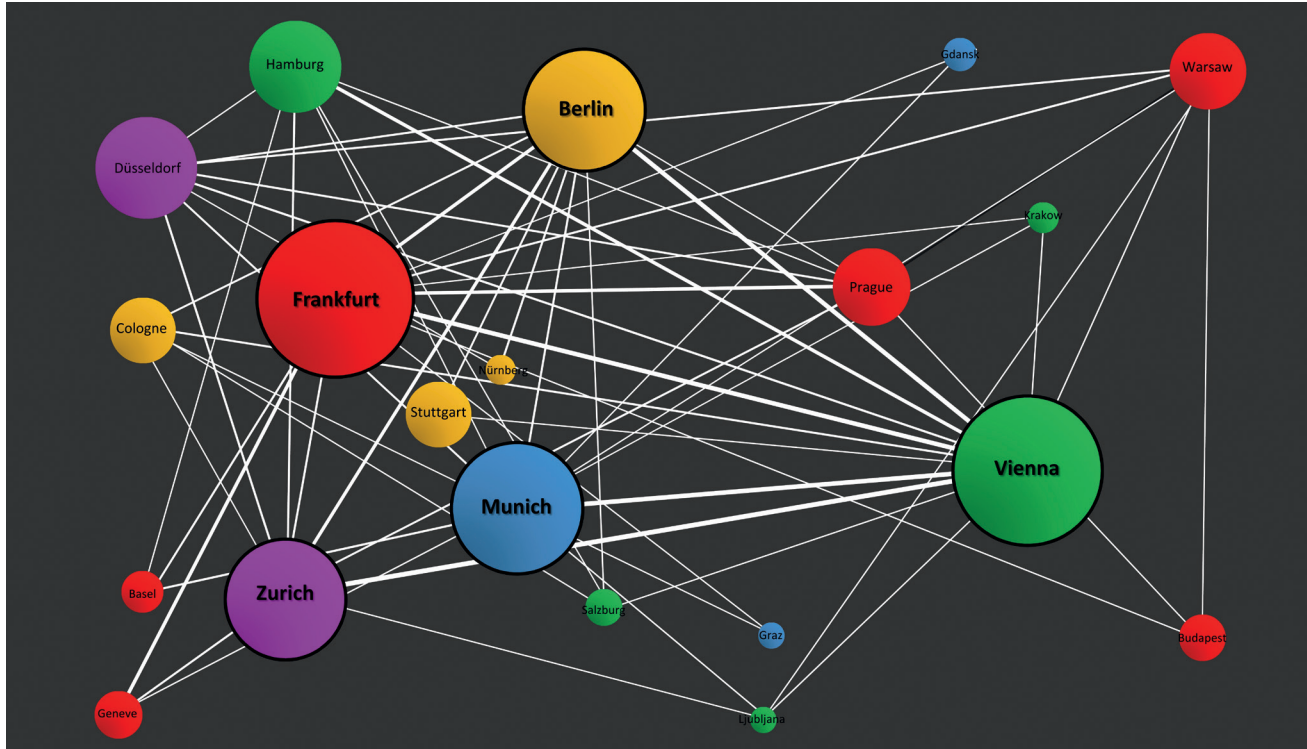 Hamburg
Berlin
Gdansk
Warsaw
Düsseldorf
Krakow
Frankfurt
Prague
Cologne
Nürnberg
Stuttgart
Vienna
Munich
Basel
Zurich
Salzburg
Graz
Budapest
Geneve
Ljubljana